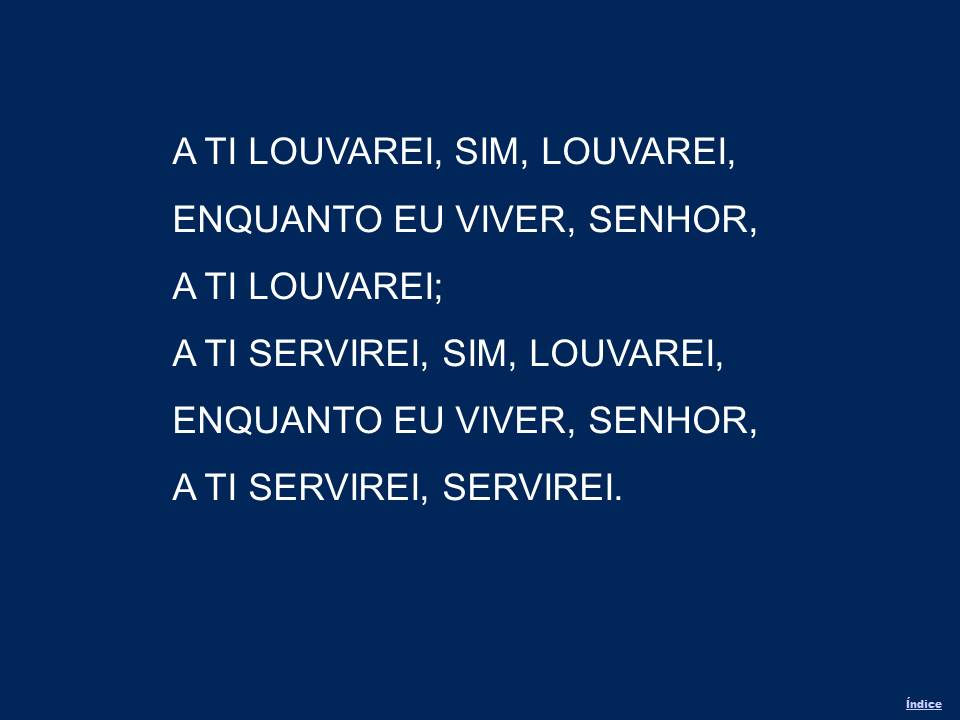 A TI LOUVAREI, SIM, LOUVAREI,
ENQUANTO EU VIVER, SENHOR,
A TI LOUVAREI;
A TI SERVIREI, SIM, LOUVAREI,
ENQUANTO EU VIVER, SENHOR,
A TI SERVIREI, SERVIREI.
Índice